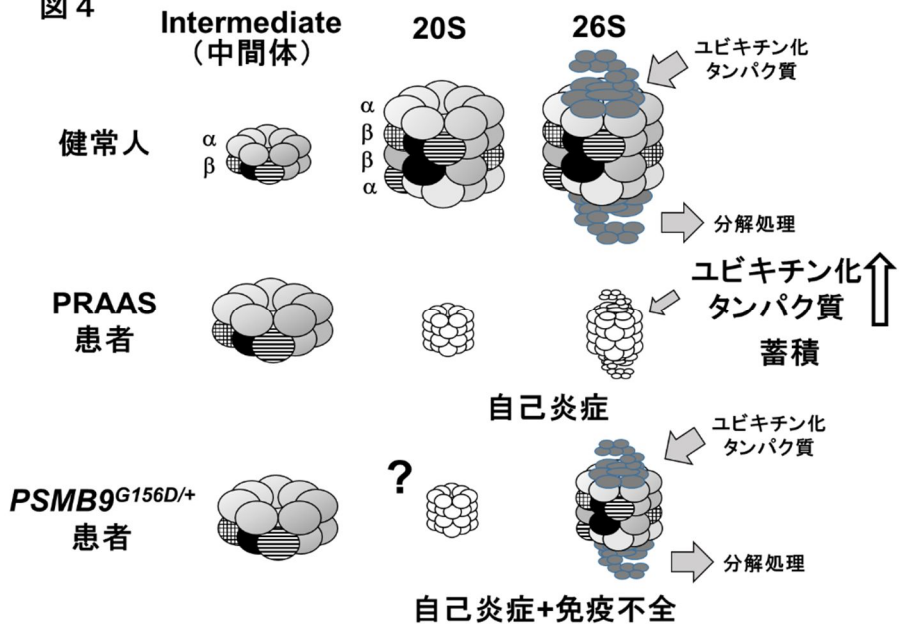 図4
Intermediate
（中間体）
20S
26S
ユビキチン化
タンパク質
健常人
α
β
α
β
β
α
分解処理
PRAAS
患者
ユビキチン化
タンパク質
蓄積
自己炎症
ユビキチン化
タンパク質
?
PSMB9G156D/+
患者
分解処理
自己炎症+免疫不全